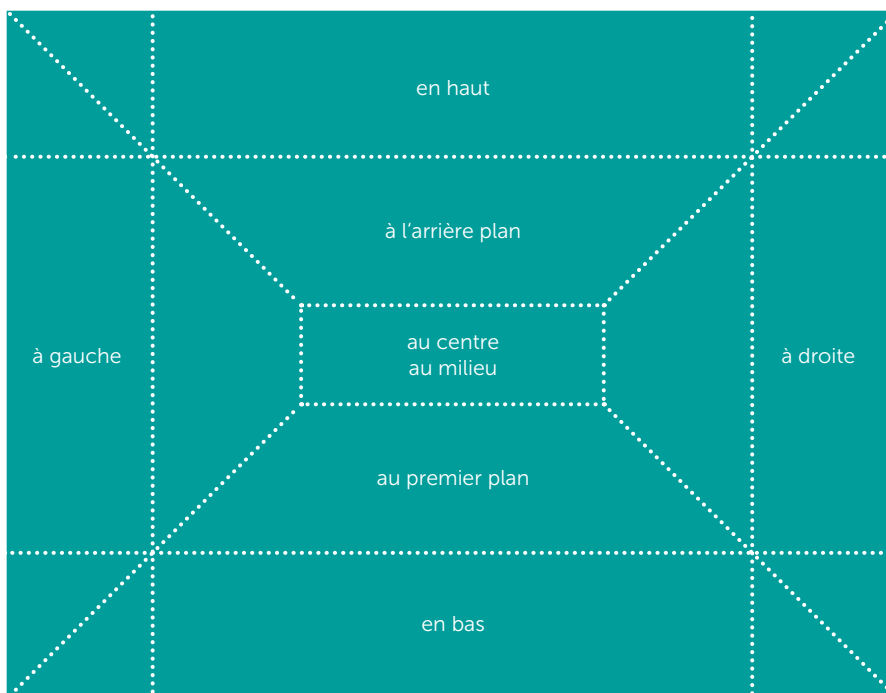 en haut
à l'arrière plan
à gauche
au centre
au milieu
à droite
au premier plan
en bas